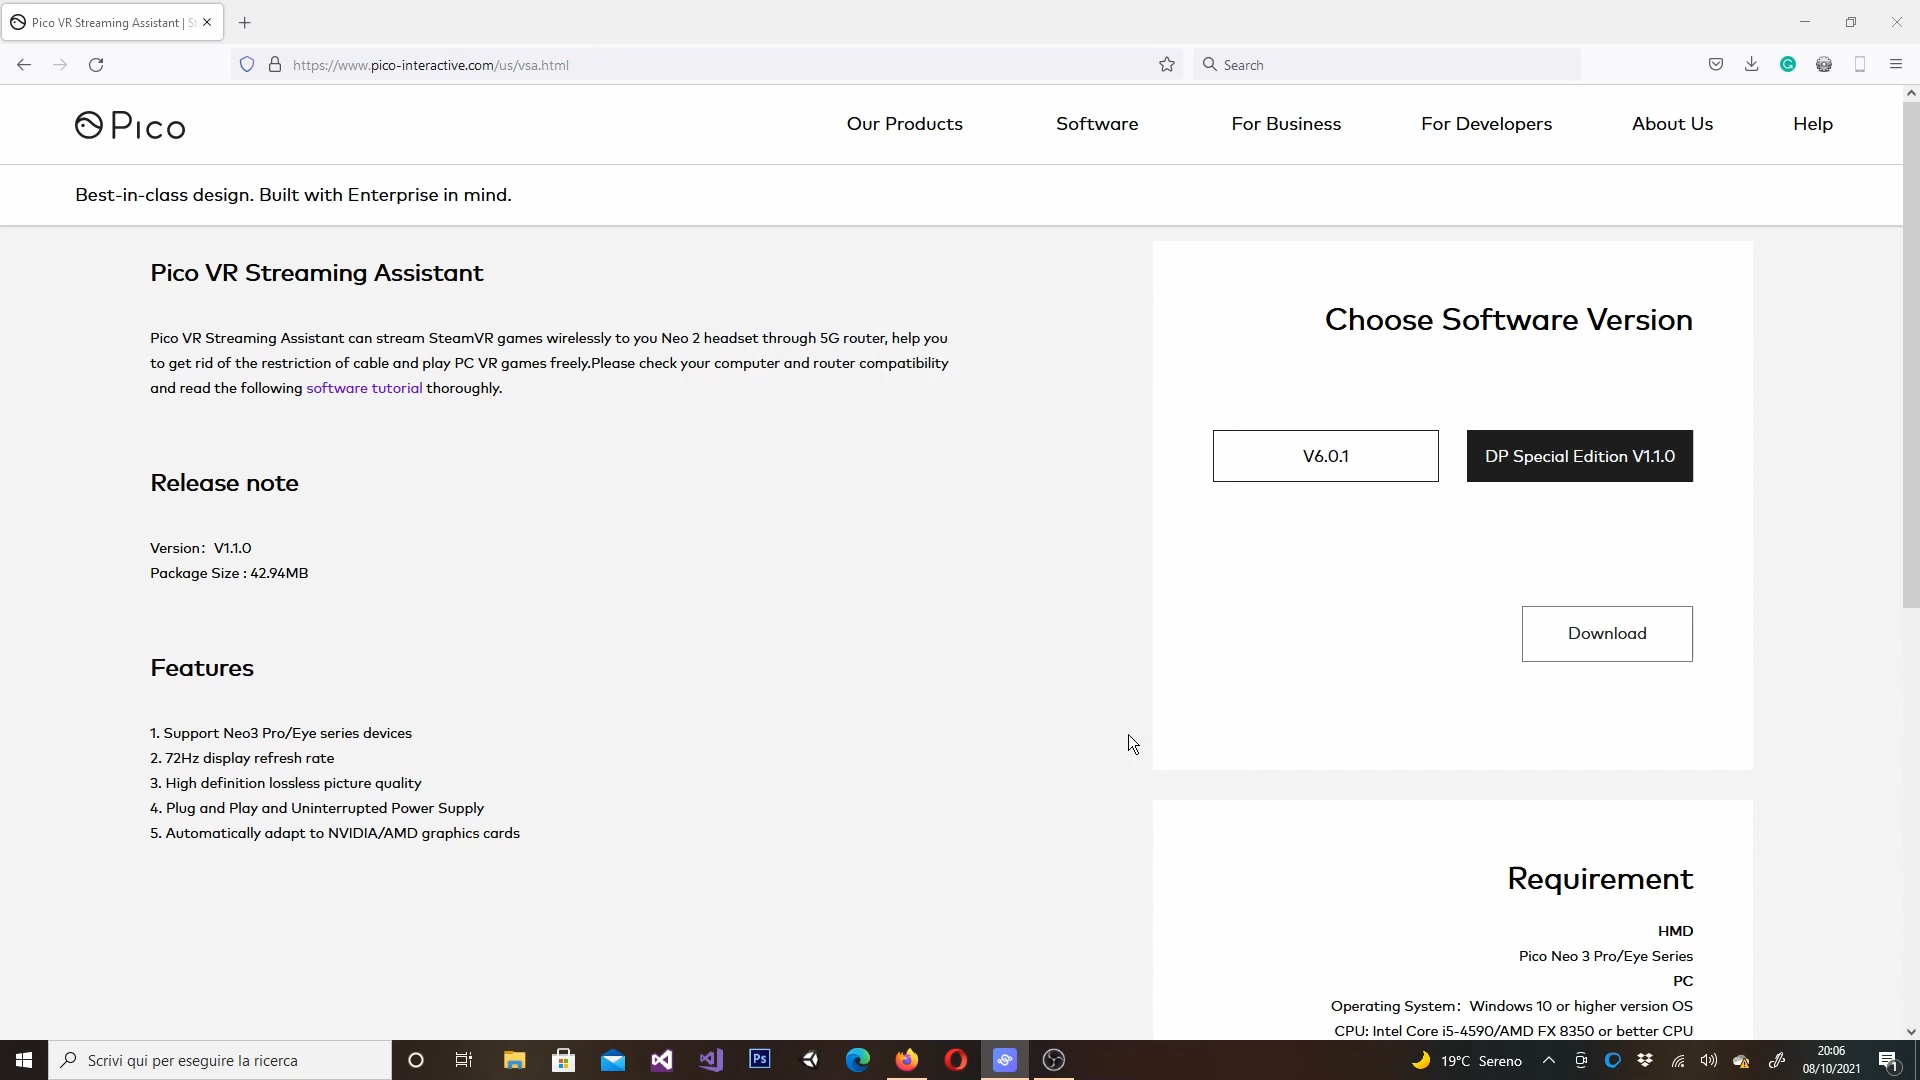 Pico VR Streaming Assistant | St
https://www.pico-interactive.com/us/vsa.html
Search
Pico
Our Products
Software
For Business
For Developers
About Us
Help
Best-in-class design. Built with Enterprise in mind.
Pico VR Streaming Assistant
Pico VR Streaming Assistant can stream SteamVR games wirelessly to you Neo 2 headset through 5G router, help you
to get rid of the restriction of cable and play PC VR games freely.Please check your computer and router compatibility
and read the following software tutorial thoroughly.
Release note
Version：V1.1.0
Package Size : 42.94MB
Features
1. Support Neo3 Pro/Eye series devices
2. 72Hz display refresh rate
3. High definition lossless picture quality
4. Plug and Play and Uninterrupted Power Supply
5. Automatically adapt to NVIDIA/AMD graphics cards
Choose Software Version
V6.0.1
DP Special Edition V1.1.0
Download
Requirement
HMD
Pico Neo 3 Pro/Eye Series
PC
Operating System：Windows 10 or higher version OS
CPU: Intel Core i5-4590/AMD FX 8350 or better CPU
Scrivi qui per eseguire la ricerca
Ps
19°C Sereno
20:06
08/10/2021
1